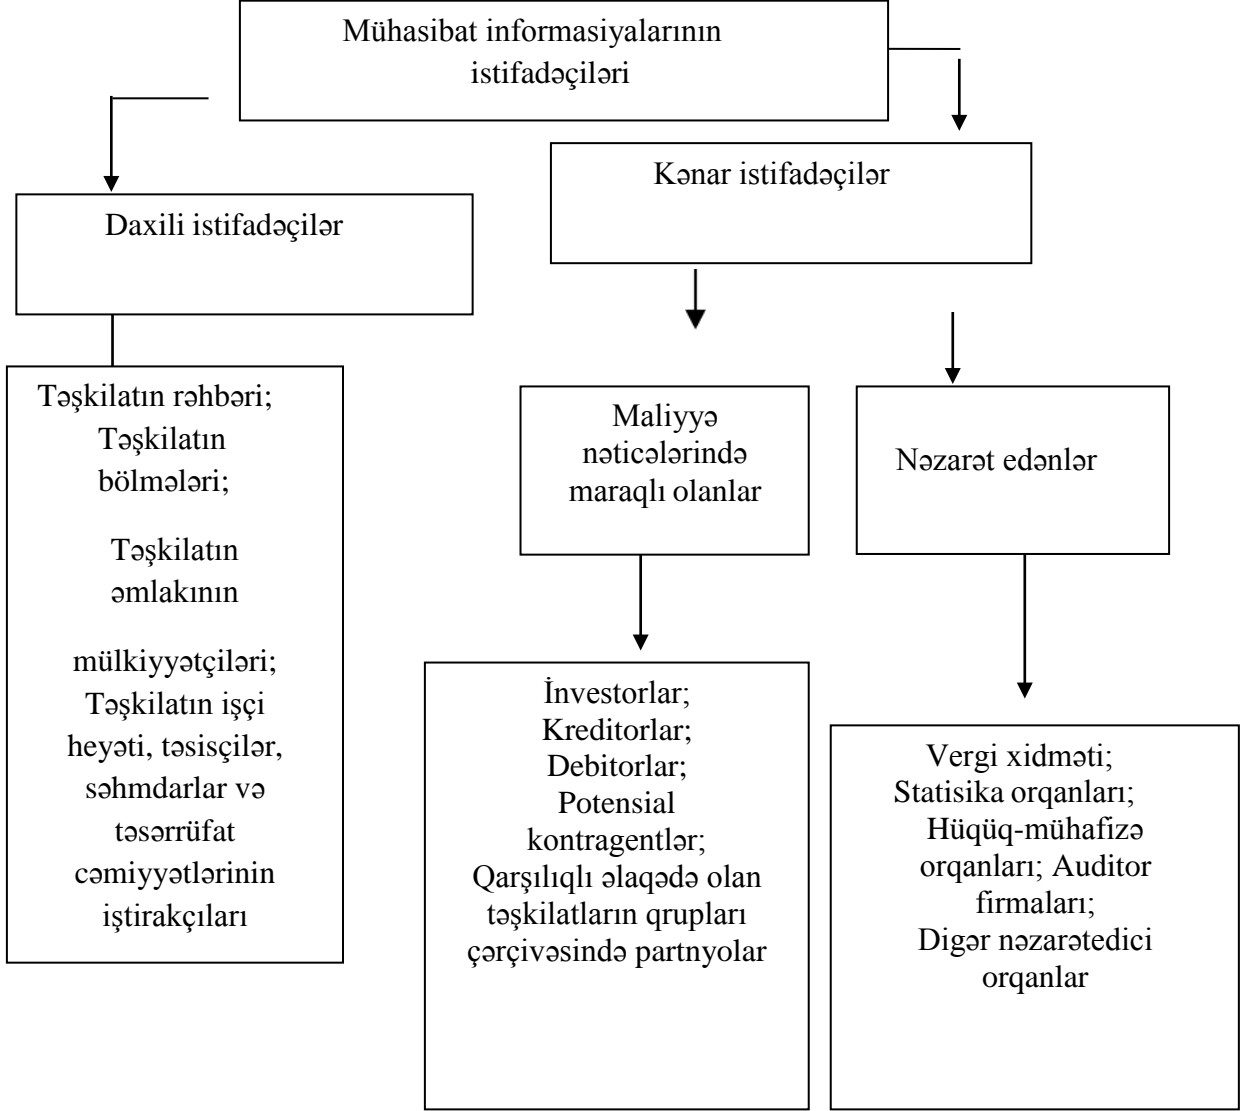 Mühasibat informasiyalarının
istifadəçiləri
Kənar istifadəçilər
Daxili istifadəçilər
Təşkilatın rəhbəri;
Təşkilatın
bölmələri;
Təşkilatın
əmlakının
mülkiyyətçiləri;
Təşkilatın işçi
heyəti, təsisçilər,
səhmdarlar və
təsərrüfat
cəmiyyətlərinin
iştirakçıları
Maliyyə
nəticələrində
maraqlı olanlar
Nəzarət edənlər
İnvestorlar;
Kreditorlar;
Debitorlar;
Potensial
kontragentlər;
Qarşılıqlı əlaqədə olan
təşkilatların qrupları
çərçivəsində partnyolar
Vergi xidməti;
Statisika orqanları;
Hüqüq-mühafizə
orqanları; Auditor
firmaları;
Digər nəzarətedici
orqanlar